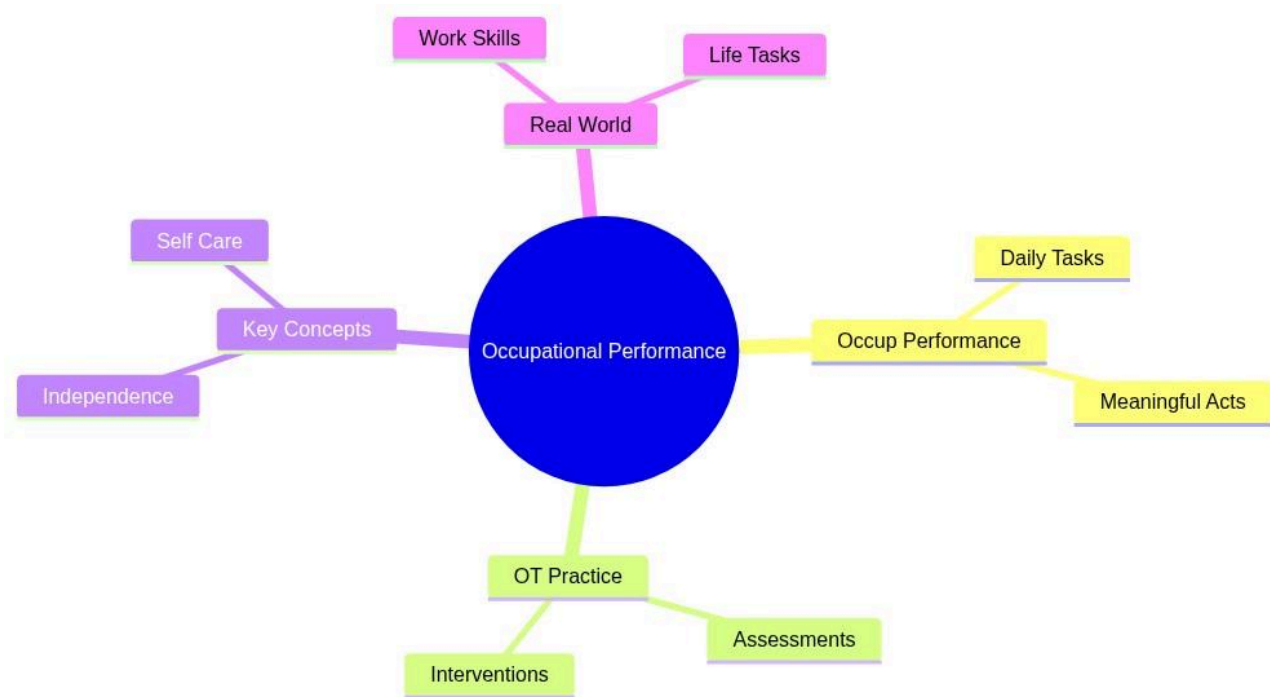 Work Skills
Life Tasks
Real World
Self Care
Daily Tasks
Key Concepts
Occup Performance
Occupational Performance
Independence
Meaningful Acts
OT Practice
Assessments
Interventions